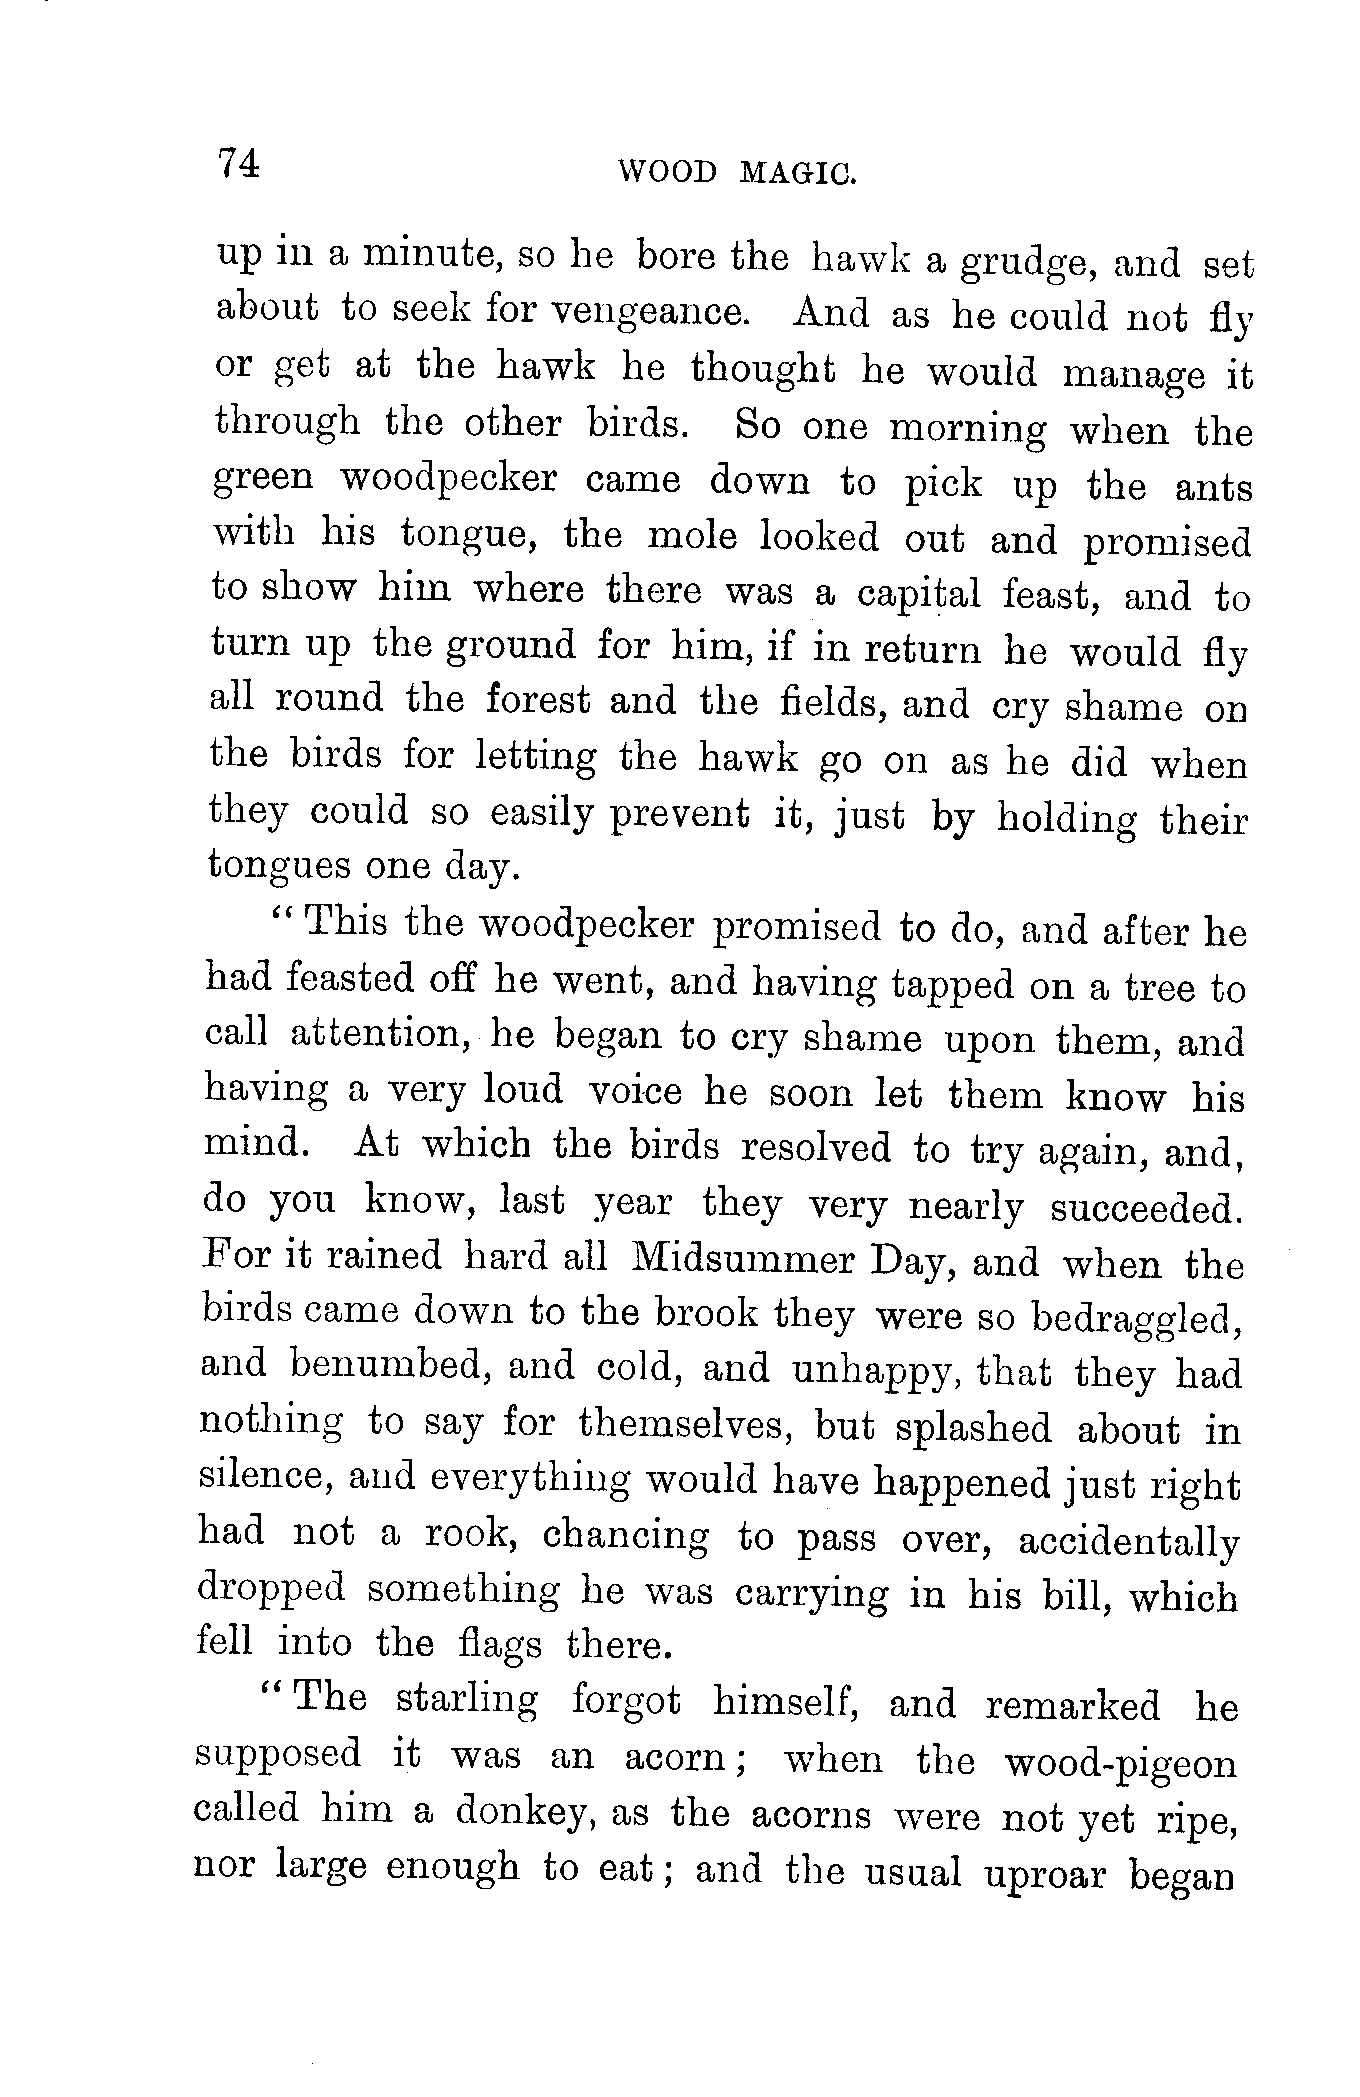 74 WOOD MAGIC.
up in a minute, so he bore the hawk a grudge, and set
about to seek for vengeance. And as he could not fly
or get at the hawk he thought he would manage it
through the other birds. So one morning when the
green woodpecker came down to pick up the ants
with his tongue, the mole looked out and promised
to show him where there was a capital feast, and to
turn up the ground for him, if in return he would fly
all round the forest and the fields, and cry shame on
the birds for letting the hawk go on as he did when
they could so easily prevent it, just by holding their
tongues one day.
“This the woodpecker promised to do, and after he
had feasted off he went, and having tapped on a tree to
call attention, he began to cry shame upon them, and
having a very loud voice he soon let them know his
mind. At which the birds resolved to try again, and,
do you know, last year they very nearly succeeded.
For it rained hard all Midsummer Day, and when the
birds came down to the brook they were so bedraggled,
and benumbed, and cold, and unhappy, that they had
nothing to say for themselves, but splashed about in
silence, and everything would have happened just right
had not a rook, chancing to pass over, accidentally
dropped something he was carrying in his bill, which
fell into the flags there.
“The starling forgot himself, and remarked he
supposed it was an acorn; when the wood-pigeon
called him a donkey, as the acorns were not yet ripe,
nor large enough to eat; and the usual uproar began